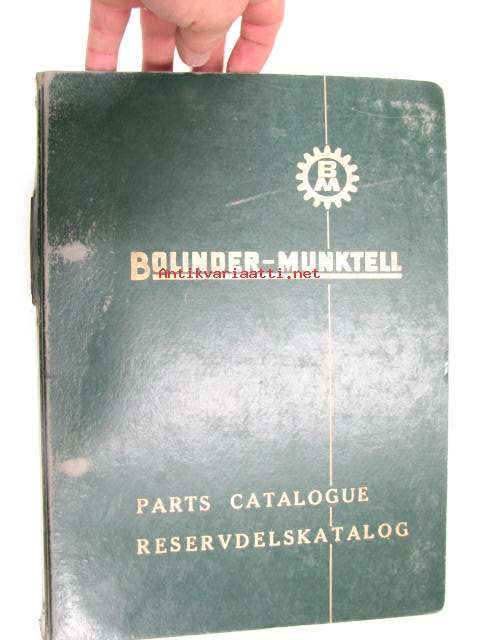 BM
BOLINDER-MUNKTELL
Antikvariaatti.net
PARTS CATALOGUE
RESERVDELSKATALOG